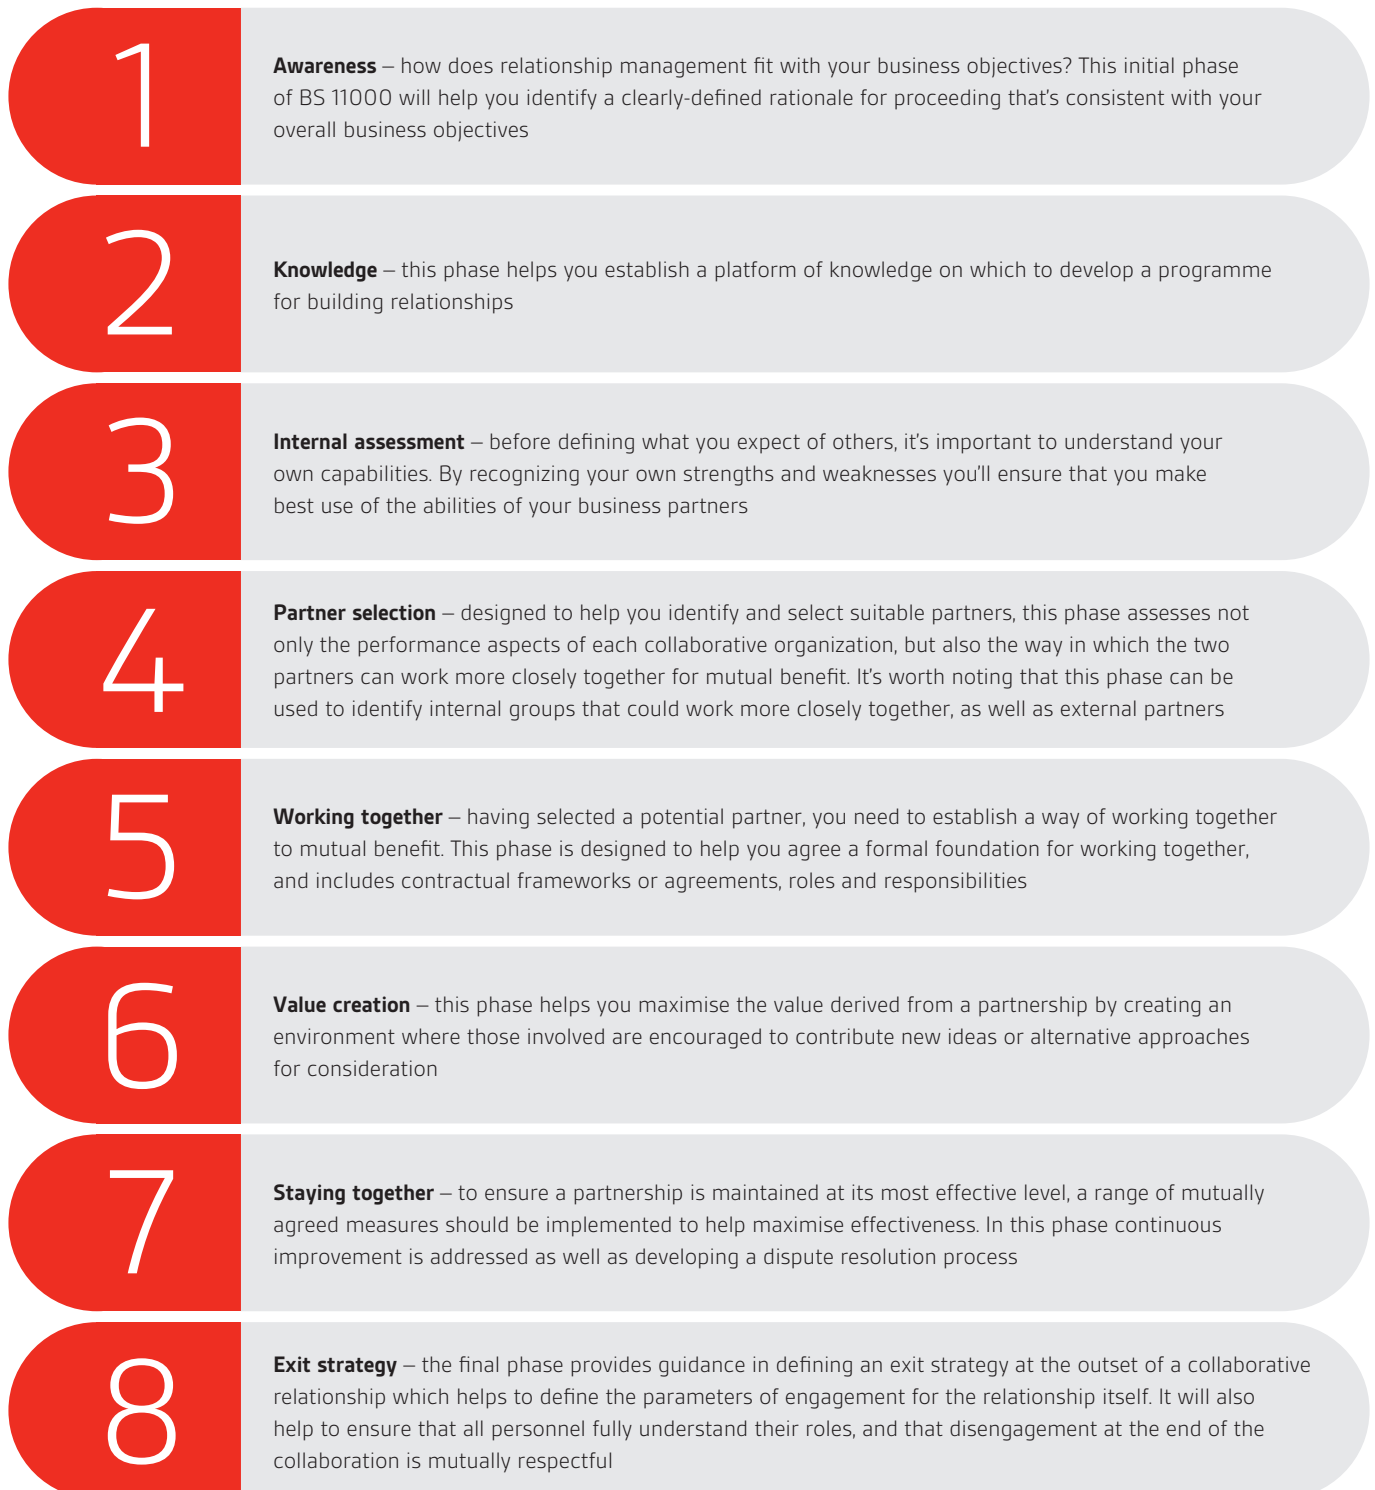 1
Awareness – how does relationship management fit with your business objectives? This initial phase
of BS 11000 will help you identify a clearly-defined rationale for proceeding that's consistent with your
overall business objectives
2
Knowledge – this phase helps you establish a platform of knowledge on which to develop a programme
for building relationships
3
Internal assessment – before defining what you expect of others, it's important to understand your
own capabilities. By recognizing your own strengths and weaknesses you'll ensure that you make
best use of the abilities of your business partners
4
Partner selection – designed to help you identify and select suitable partners, this phase assesses not
only the performance aspects of each collaborative organization, but also the way in which the two
partners can work more closely together for mutual benefit. It's worth noting that this phase can be
used to identify internal groups that could work more closely together, as well as external partners
5
Working together – having selected a potential partner, you need to establish a way of working together
to mutual benefit. This phase is designed to help you agree a formal foundation for working together,
and includes contractual frameworks or agreements, roles and responsibilities
6
Value creation – this phase helps you maximise the value derived from a partnership by creating an
environment where those involved are encouraged to contribute new ideas or alternative approaches
for consideration
7
Staying together – to ensure a partnership is maintained at its most effective level, a range of mutually
agreed measures should be implemented to help maximise effectiveness. In this phase continuous
improvement is addressed as well as developing a dispute resolution process
8
Exit strategy – the final phase provides guidance in defining an exit strategy at the outset of a collaborative
relationship which helps to define the parameters of engagement for the relationship itself. It will also
help to ensure that all personnel fully understand their roles, and that disengagement at the end of the
collaboration is mutually respectful